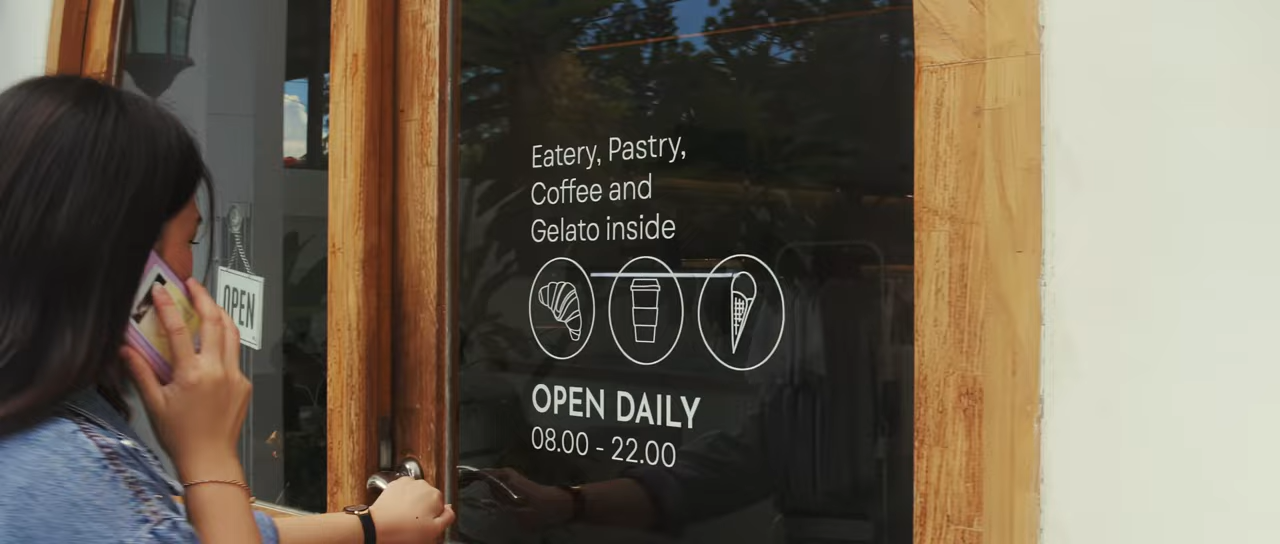 OPEN
Eatery, Pastry,
Coffee and
Gelato inside
OPEN DAILY
08.00 - 22.00